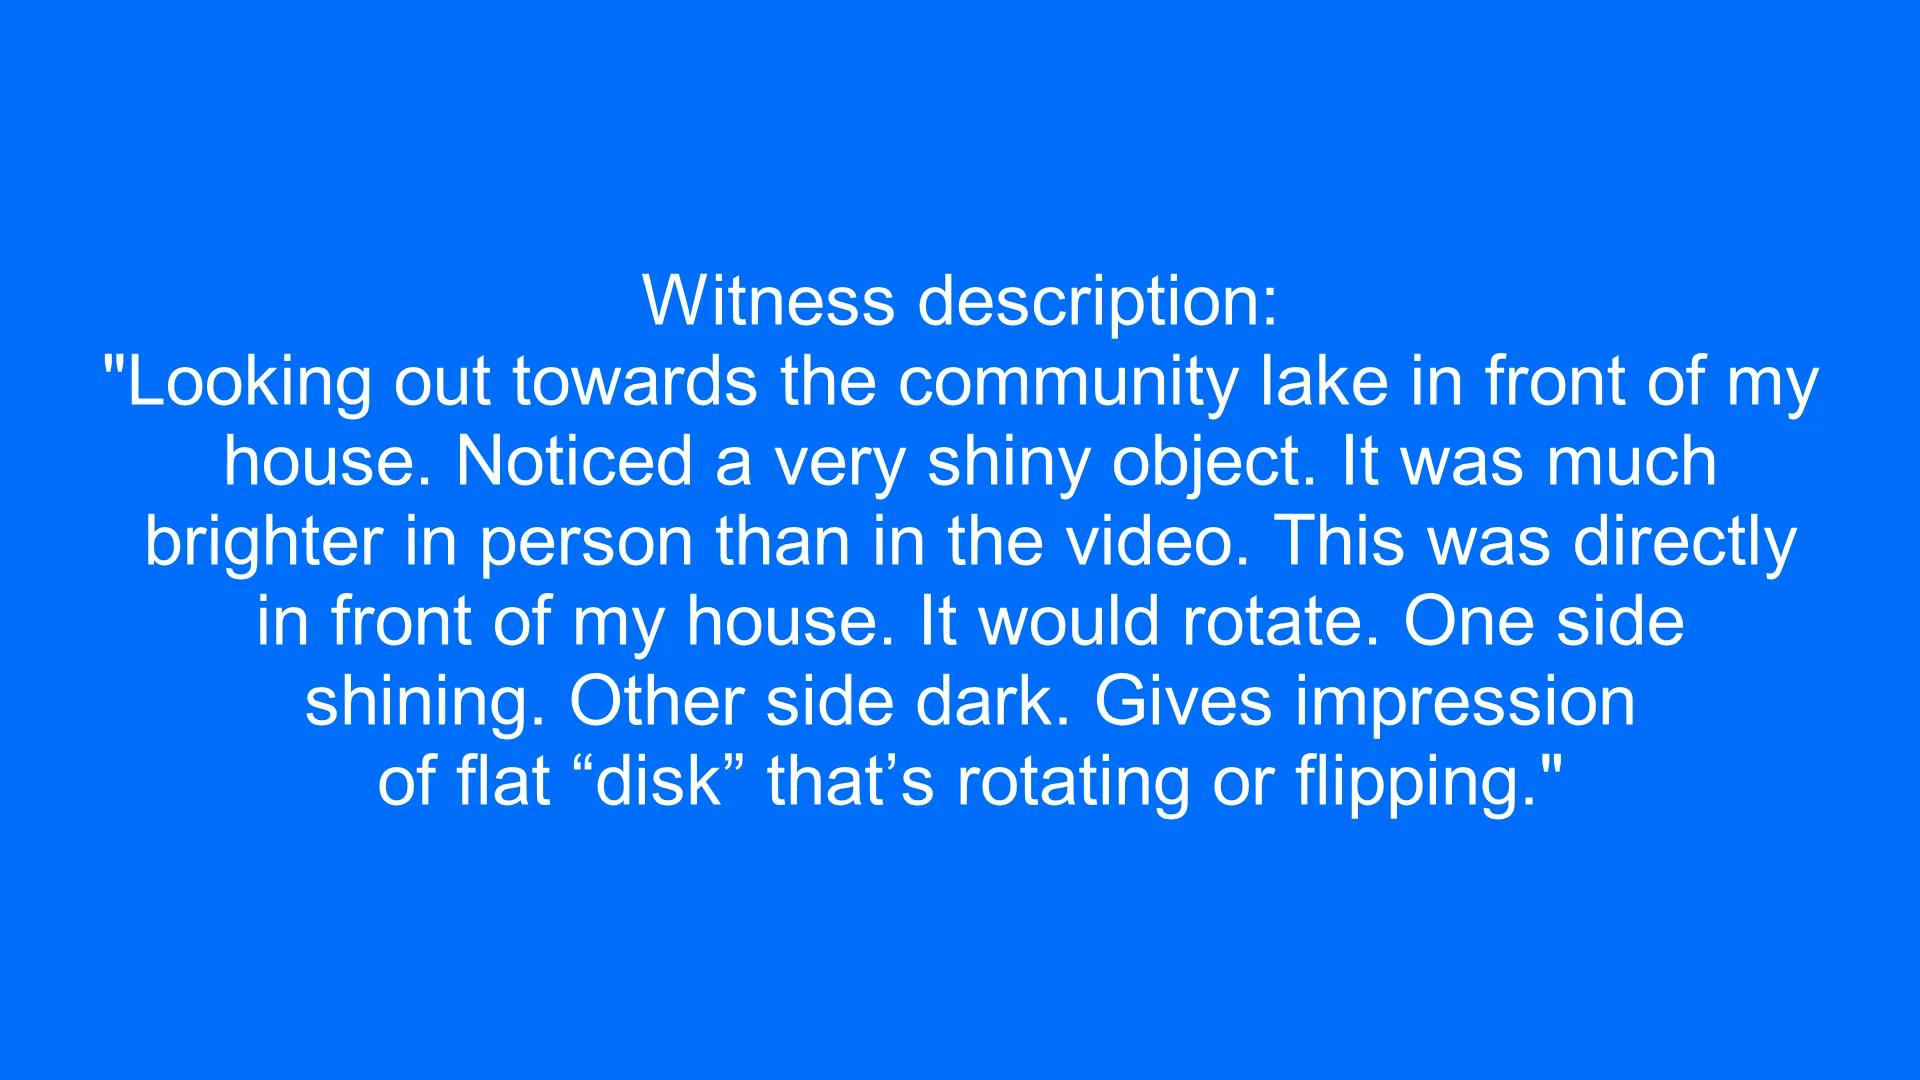 Witness description:
"Looking out towards the community lake in front of my
house. Noticed a very shiny object. It was much
brighter in person than in the video. This was directly
in front of my house. It would rotate. One side
shining. Other side dark. Gives impression
of flat “disk” that’s rotating or flipping."